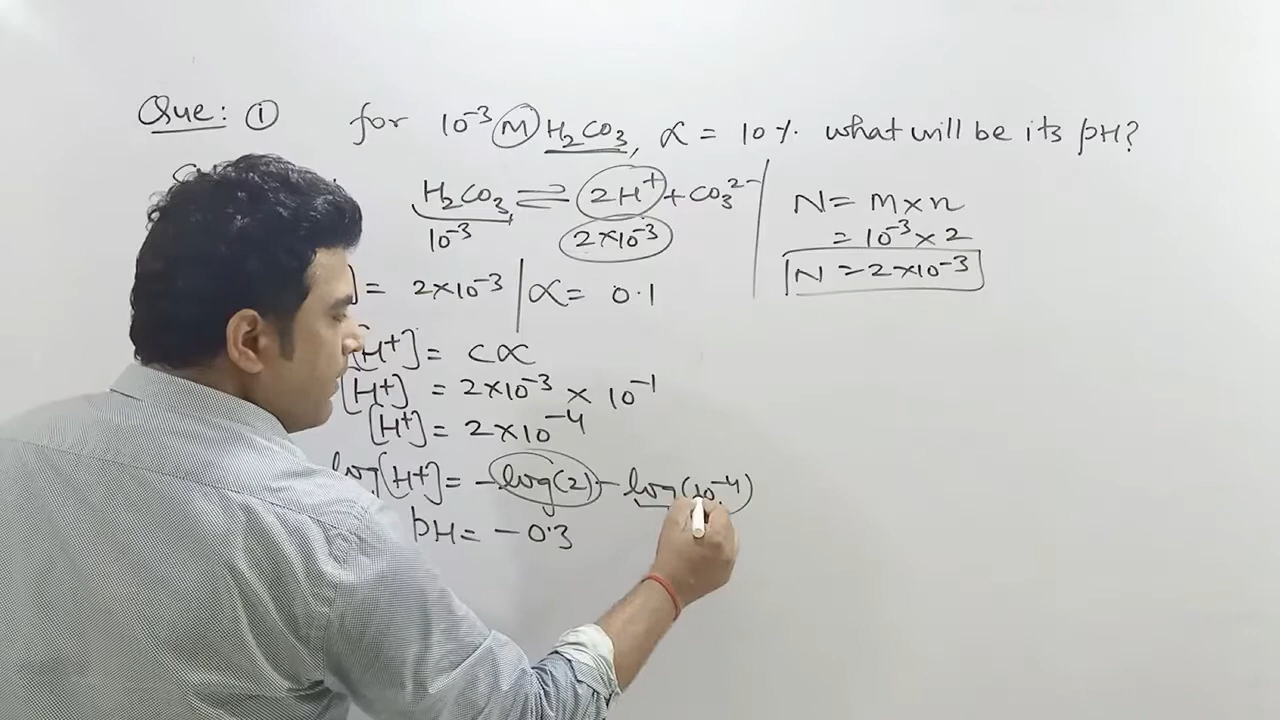 Que: ① for 10⁻³ M H₂CO₃, α = 10 %. what will be its pH?
H₂CO₃ ⇌ 2H⁺ + CO₃²⁻
10⁻³ 2×10⁻³
= 2×10⁻³ | α = 0.1
[H⁺] = cα
[H⁺] = 2×10⁻³ × 10⁻¹
[H⁺] = 2×10⁻⁴
log[H⁺] = -log(2) - log(10⁻⁴)
pH = - 0.3
N = M×n
= 10⁻³ × 2
N = 2×10⁻³